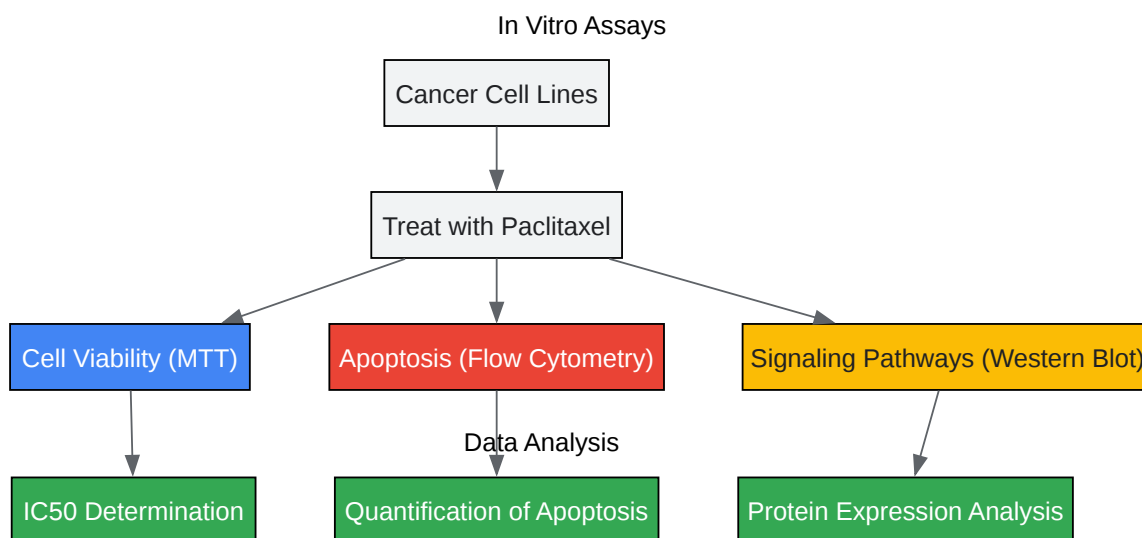 In Vitro Assays
Cancer Cell Lines
Treat with Paclitaxel
Cell Viability (MTT)
Apoptosis (Flow Cytometry)
Signaling Pathways (Western Blot)
Data Analysis
IC50 Determination
Quantification of Apoptosis
Protein Expression Analysis